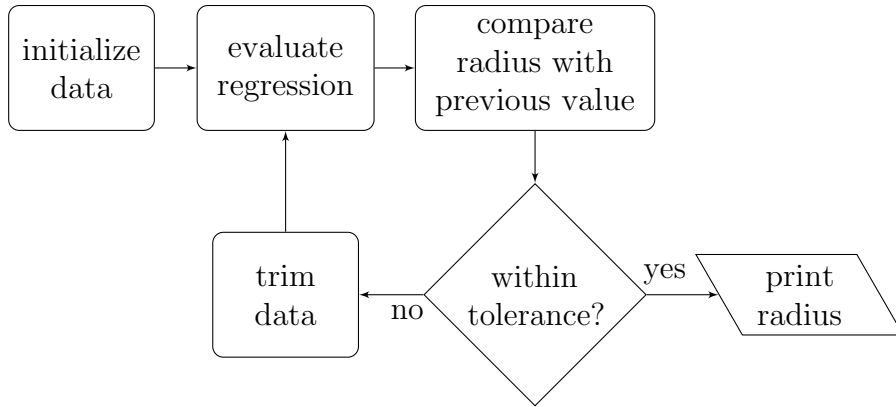 initialize
data
evaluate
regression
compare
radius with
previous value
within
tolerance?
yes
no
print
radius
trim
data